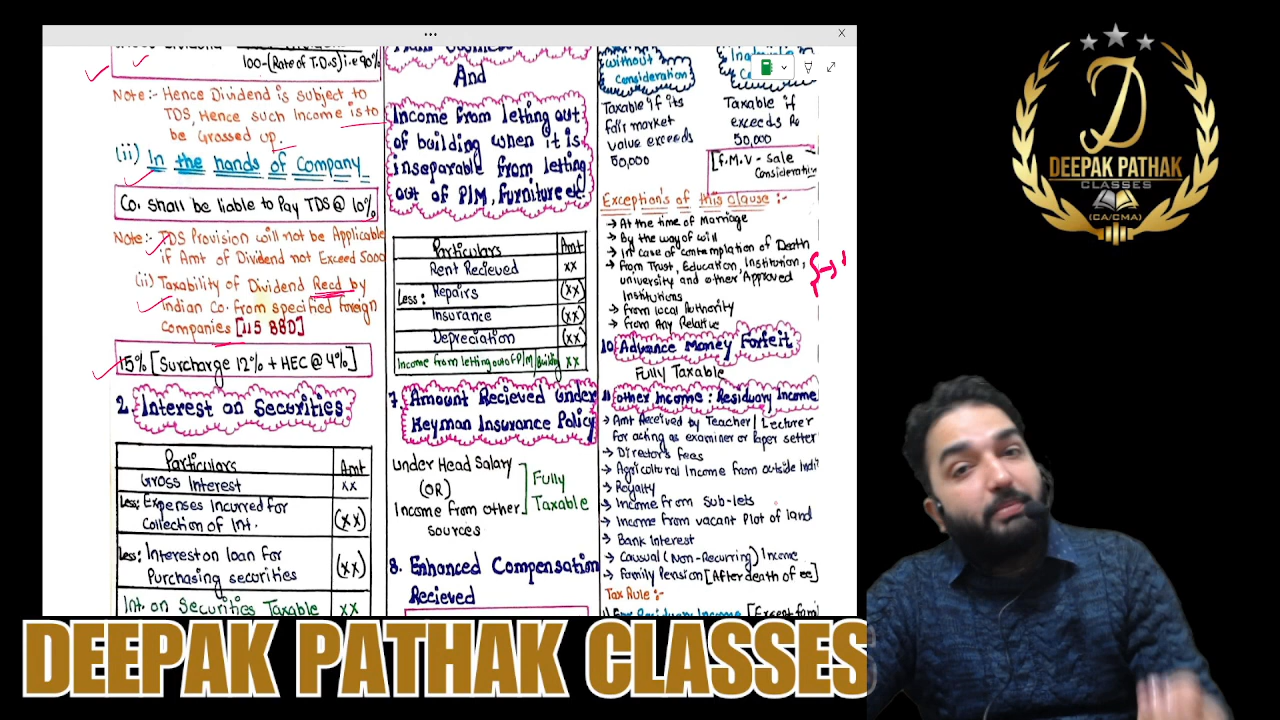 100-(Rate of T.D.S) i.e 90%
Note:- Hence Dividend is subject to
TDS, Hence such Income is to
be Grossed up.
(ii) In the hands of Company
Co. shall be liable to Pay TDS @ 10%
Note:- TDS Provision will not be Applicable
if Amt of Dividend not Exceed 5000
(ii) Taxability of Dividend Recd by
Indian Co. from specified foreign
companies [115 BBD]
15% [Surcharge 12% + HEC @ 4%]
2. Interest on Securities
Particulars Amt
Gross Interest xx
Less: Expenses Incurred for
Collection of Int. (xx)
Less: Interest on loan for
Purchasing securities (xx)
Int. on Securities Taxable xx
And
Income from letting out
of building when it is
inseparable from letting
out of P/M, furniture etc.
Particulars Amt
Rent Recieved xx
Less: Repairs (xx)
Insurance (xx)
Depreciation (xx)
Income from letting out of P/M/Building xx
7. Amount Recieved under
Keyman Insurance Policy
under Head Salary
(OR)
Income from other
sources
Fully
Taxable
8. Enhanced Compensation
Recieved
without
Consideration
Taxable if its
fair market
value exceeds
50,000
Taxable if
exceeds Rs
50,000
[F.M.V - Sale
Consideration
Exception's of this clause :-
→ At the time of Marriage
→ By the way of will
→ In case of contemplation of Death
→ From Trust, Education, Institution,
university and other Approved
Institutions
→ From local Authority
→ From Any Relative
10. Advance Money Forfeit
Fully Taxable
11. other Income: Residuary Income
→ Amt Received by Teacher/Lecturer
For acting as examiner or Paper setter
→ Director's Fees
→ Agricultural Income from outside Indi
→ Royalty
→ Income from Sub-lets
→ Income from vacant Plot of land
→ Bank Interest
→ Causual (Non-Recurring) Income
→ Family Pension [After death of ee]
Tax Rule :-
D
DEEPAK PATHAK
CLASSES
(CA/CMA)
DEEPAK PATHAK CLASSES